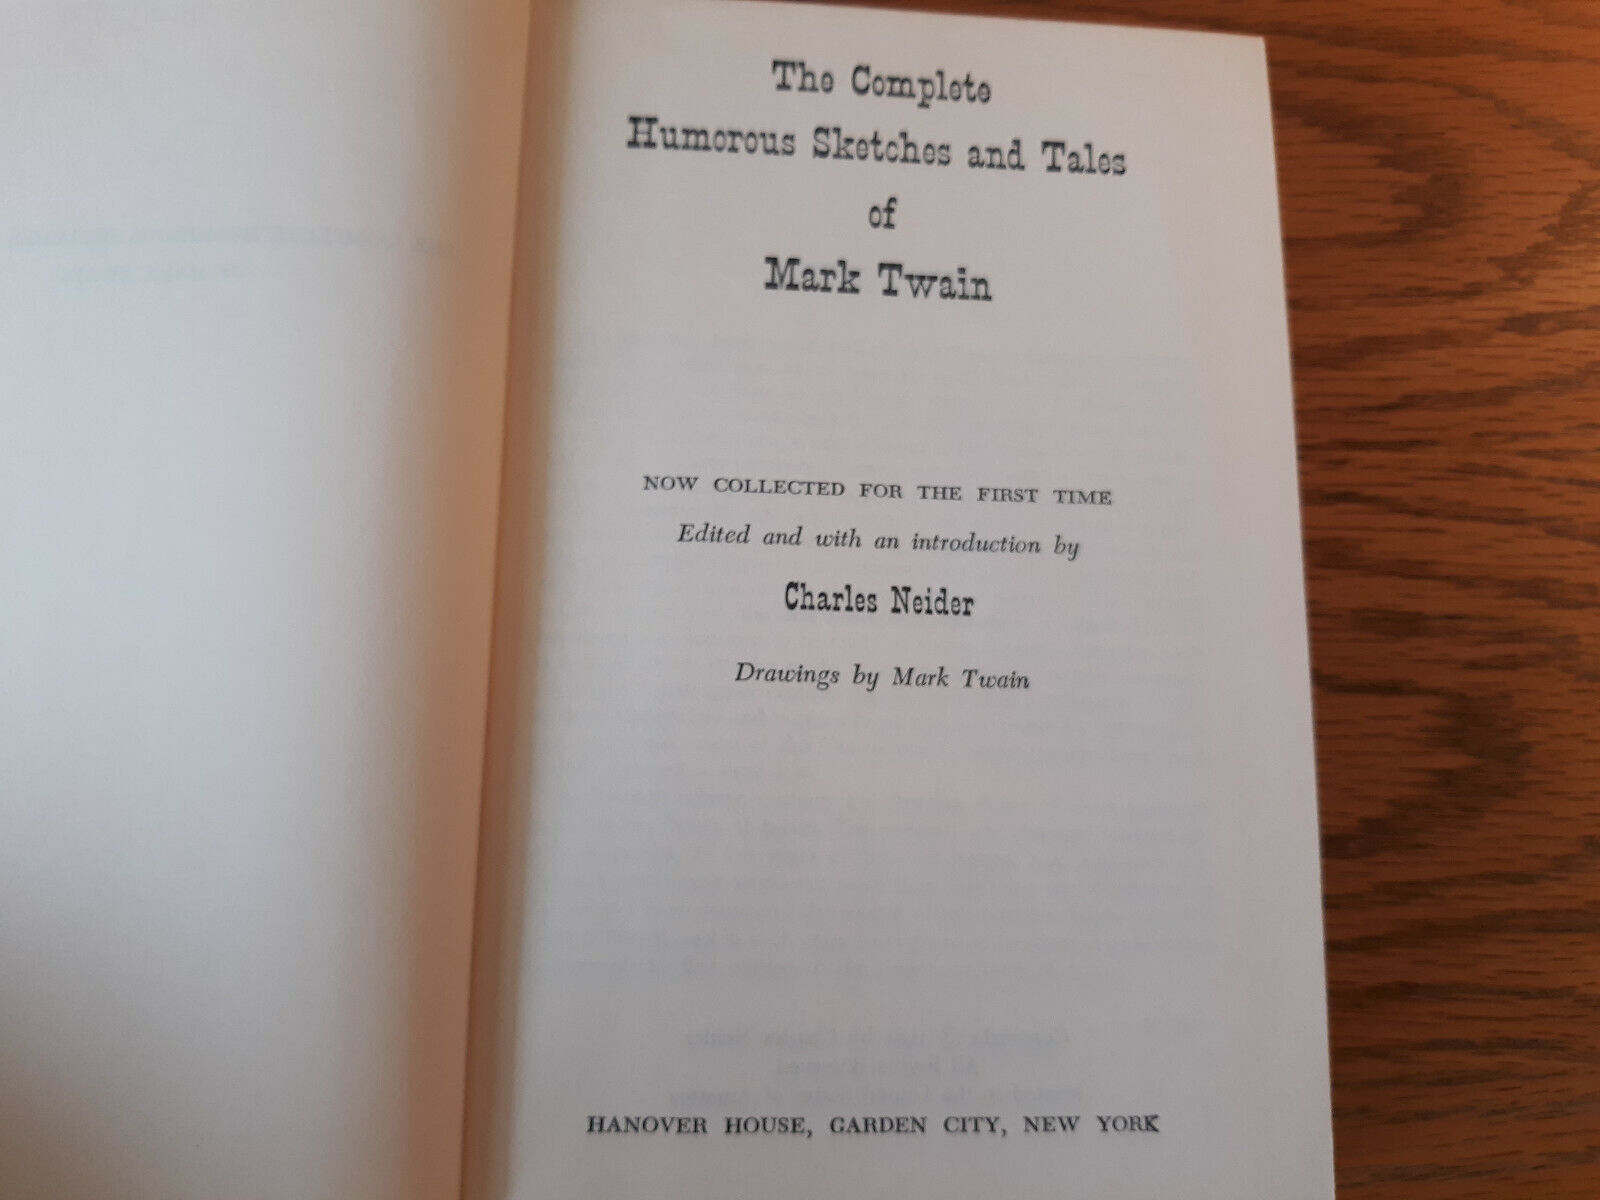 The Complete
Humorous Sketches and Tales
of
Mark Twain
NOW COLLECTED FOR THE FIRST TIME
Edited and with an introduction by
Charles Neider
Drawings by Mark Twain
HANOVER HOUSE, GARDEN CITY, NEW YORK